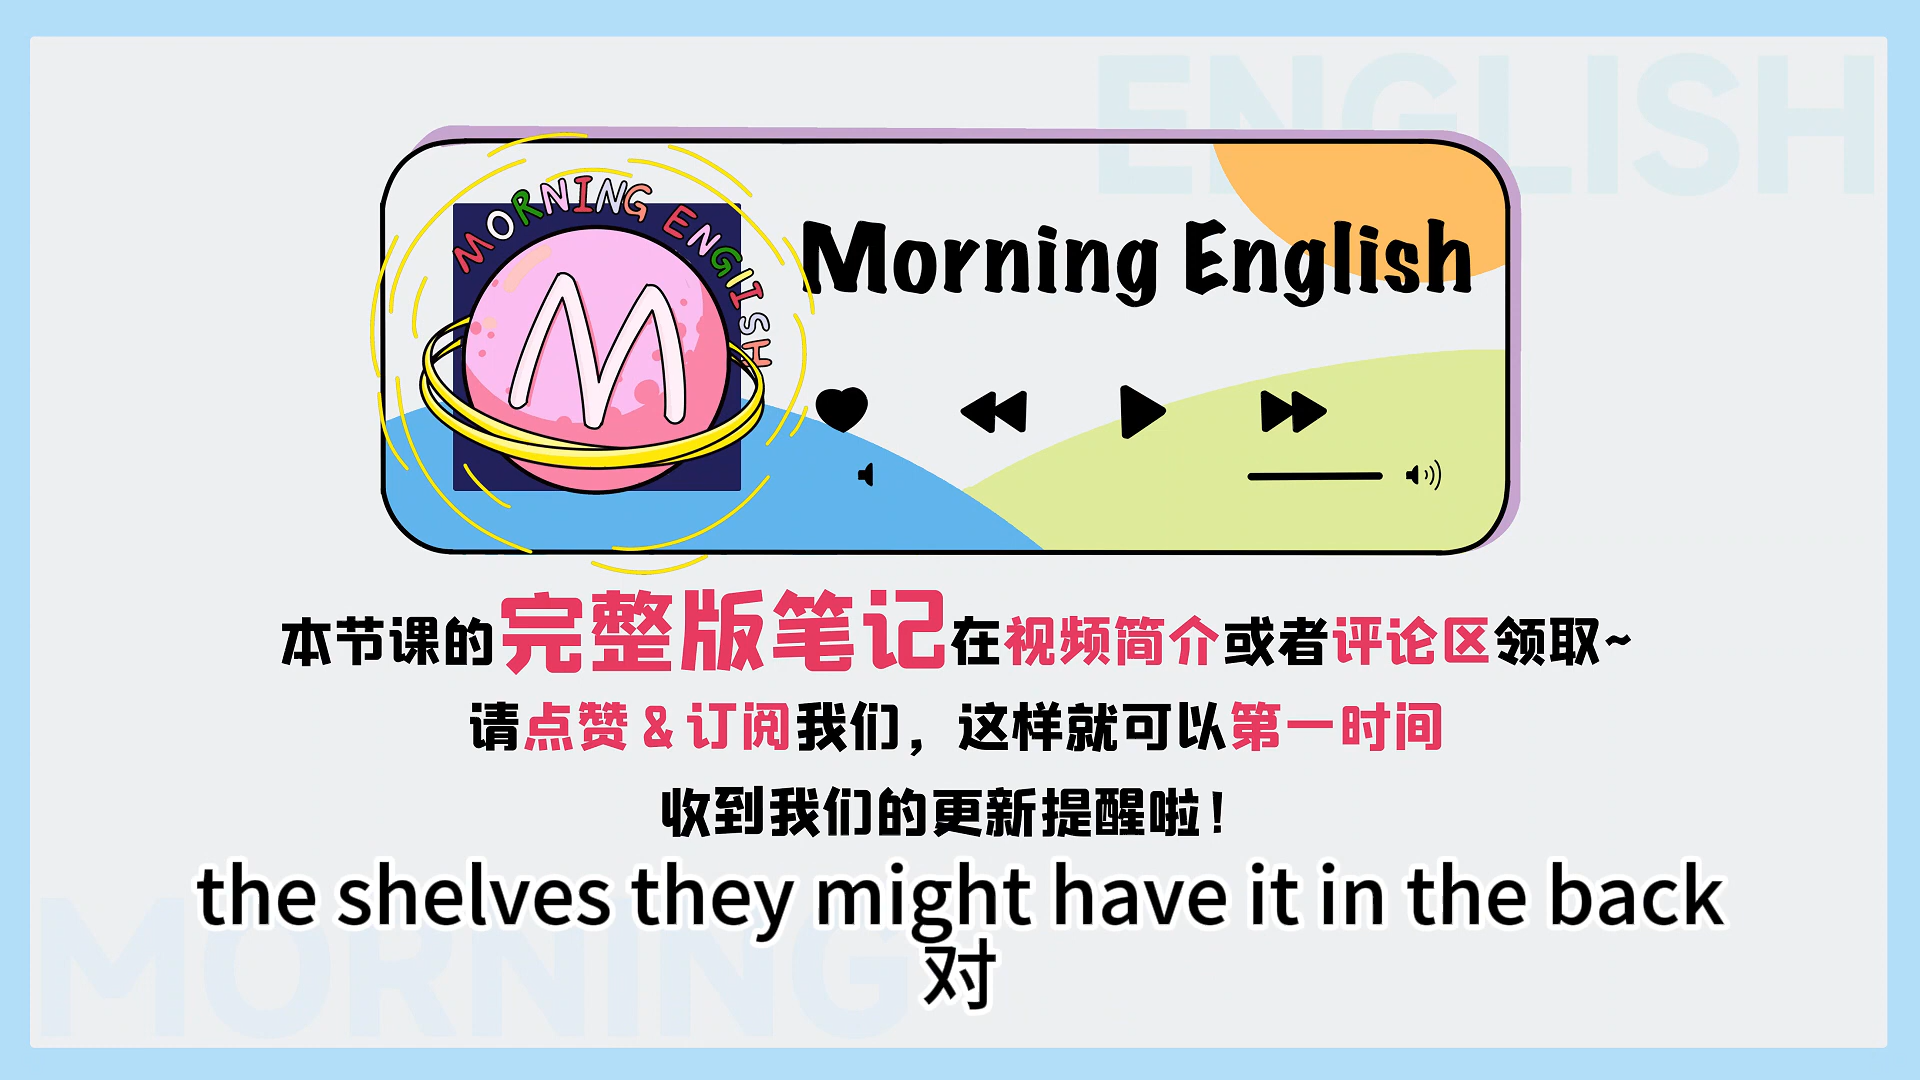 ENGLISH
MORNING ENGLISH
M
Morning English
本节课的完整版笔记在视频简介或者评论区领取~
请点赞&订阅我们，这样就可以第一时间
收到我们的更新提醒啦！
the shelves they might have it in the back
对
MORNING